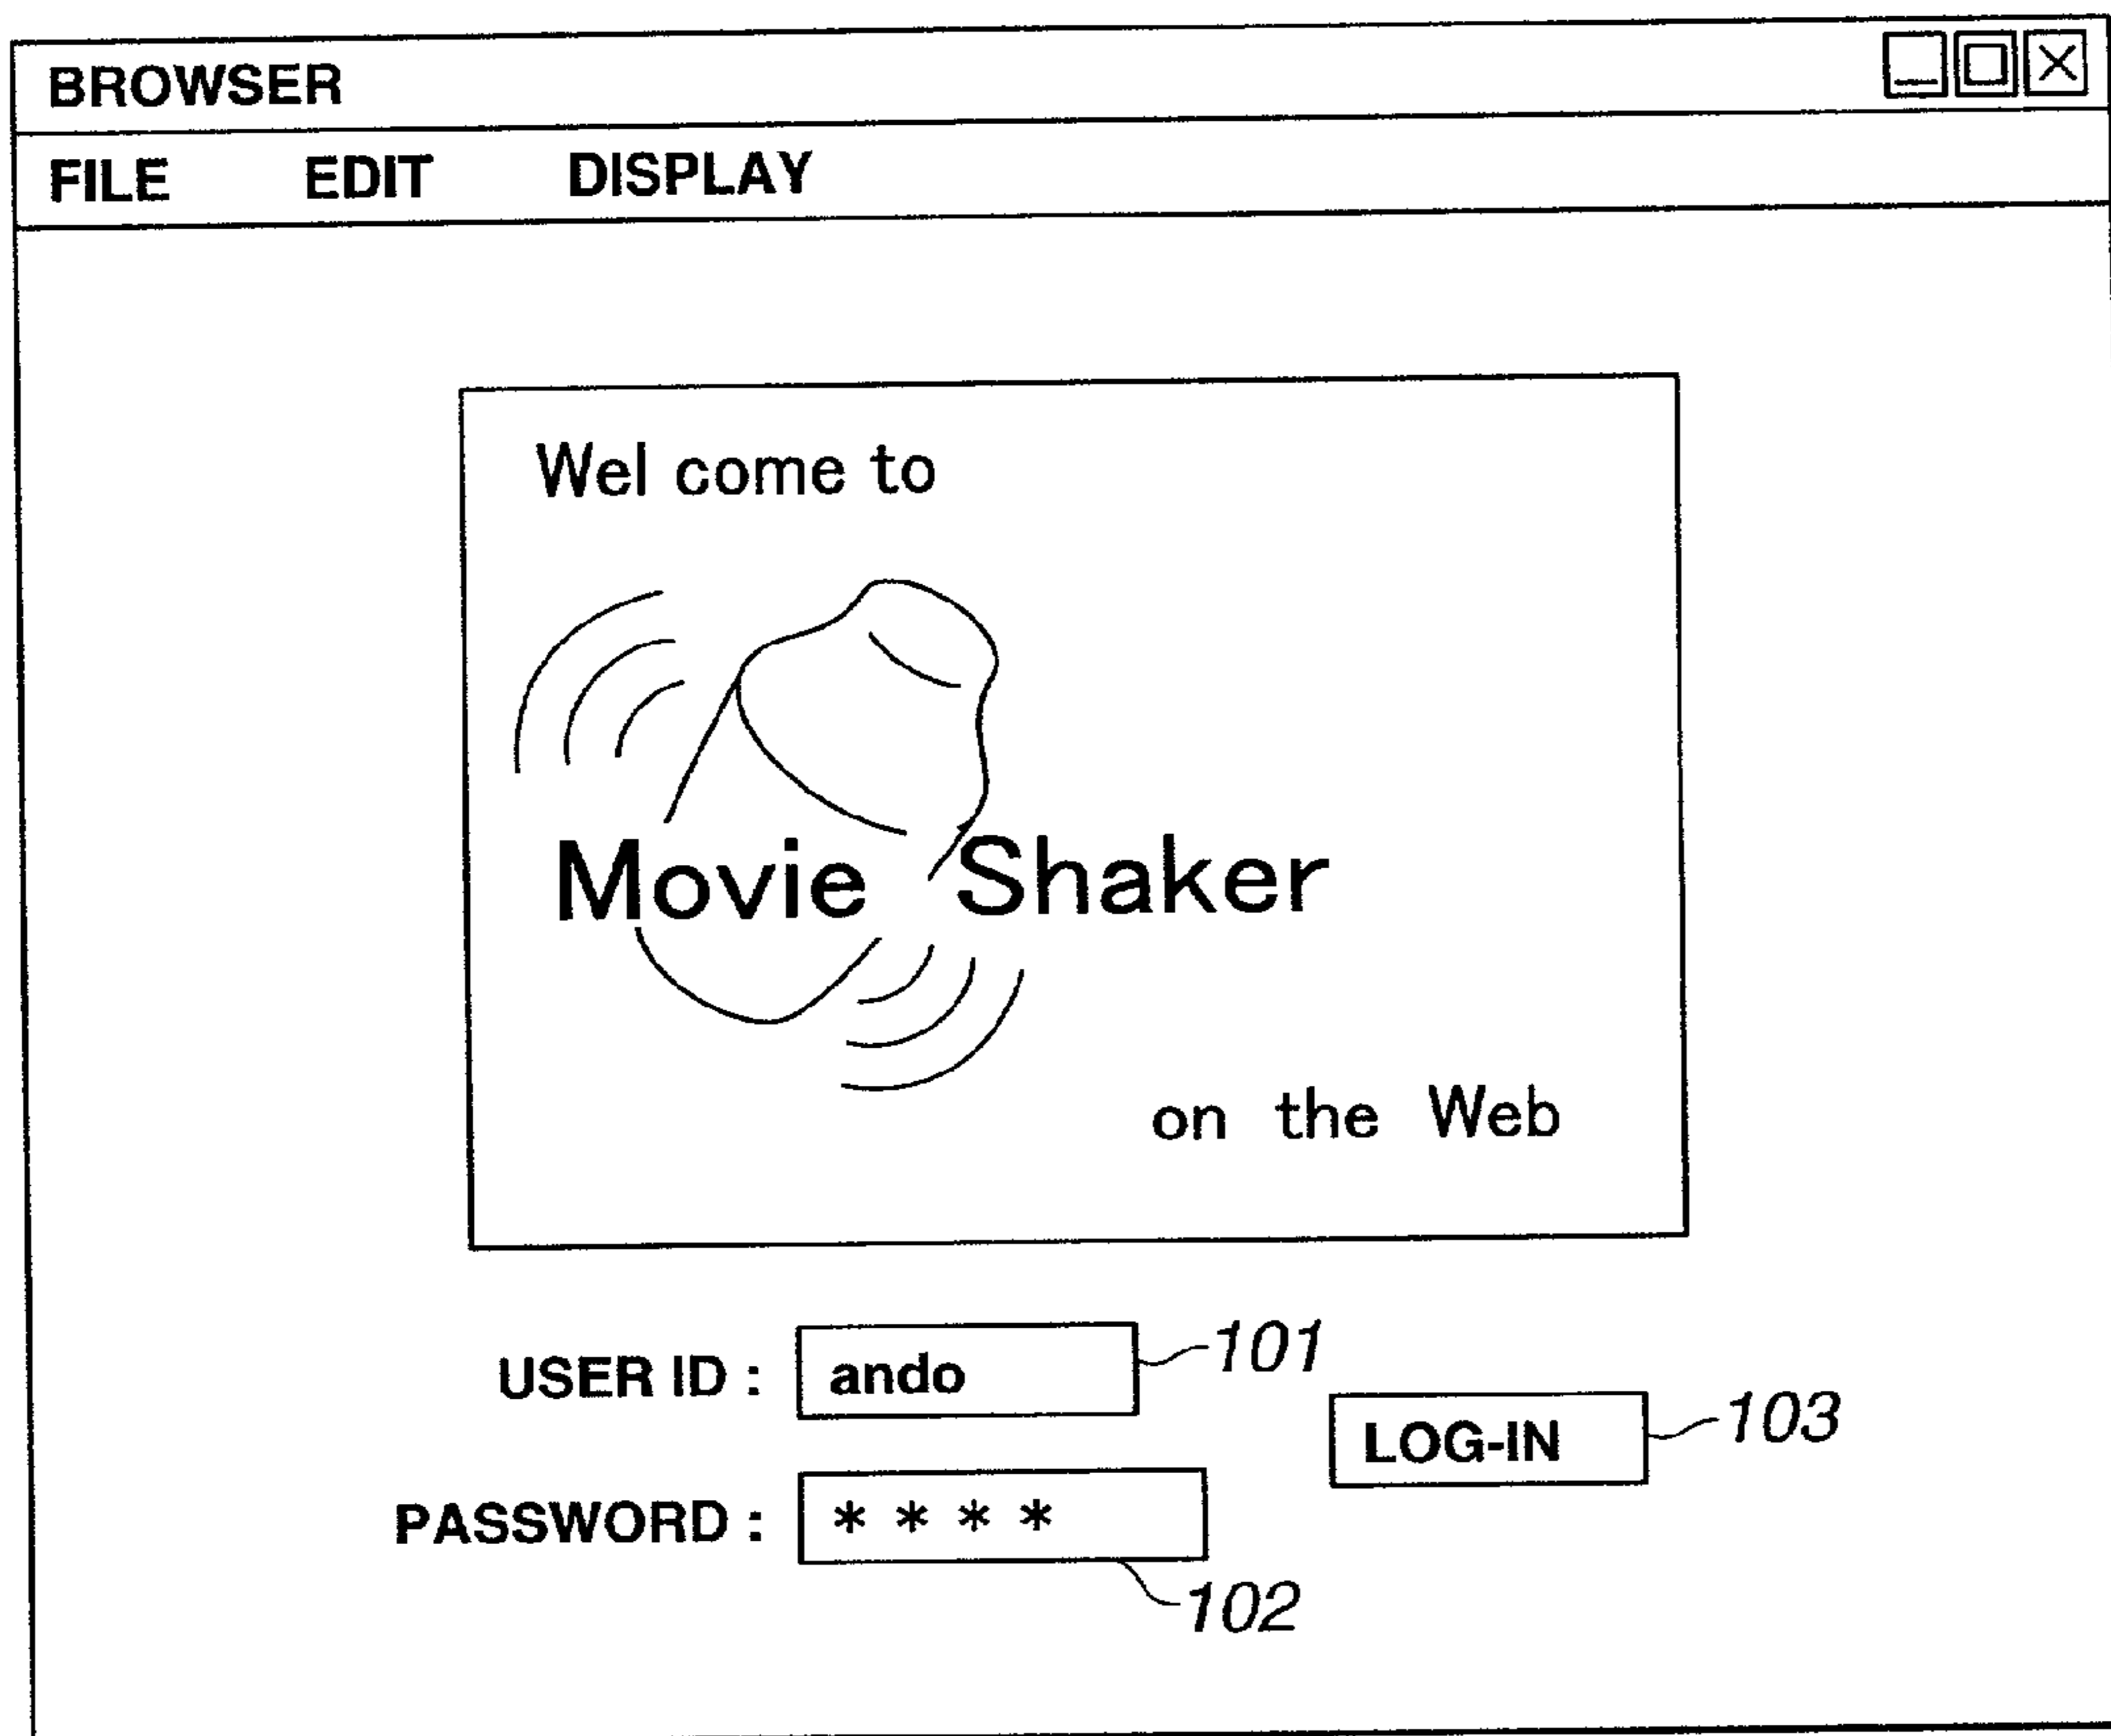 BROWSER
FILE EDIT DISPLAY
Wel come to
Movie Shaker
on the Web
USER ID : ando 101
LOG-IN 103
PASSWORD : * * * *
102